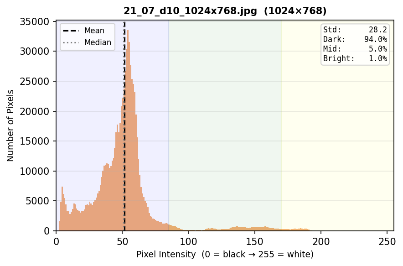 21_07_d10_1024x768.jpg (1024×768)
Mean
Median
Std: 28.2
Dark: 94.0%
Mid: 5.0%
Bright: 1.0%
Number of Pixels
35000
30000
25000
20000
15000
10000
5000
0
0 50 100 150 200 250
Pixel Intensity (0 = black → 255 = white)